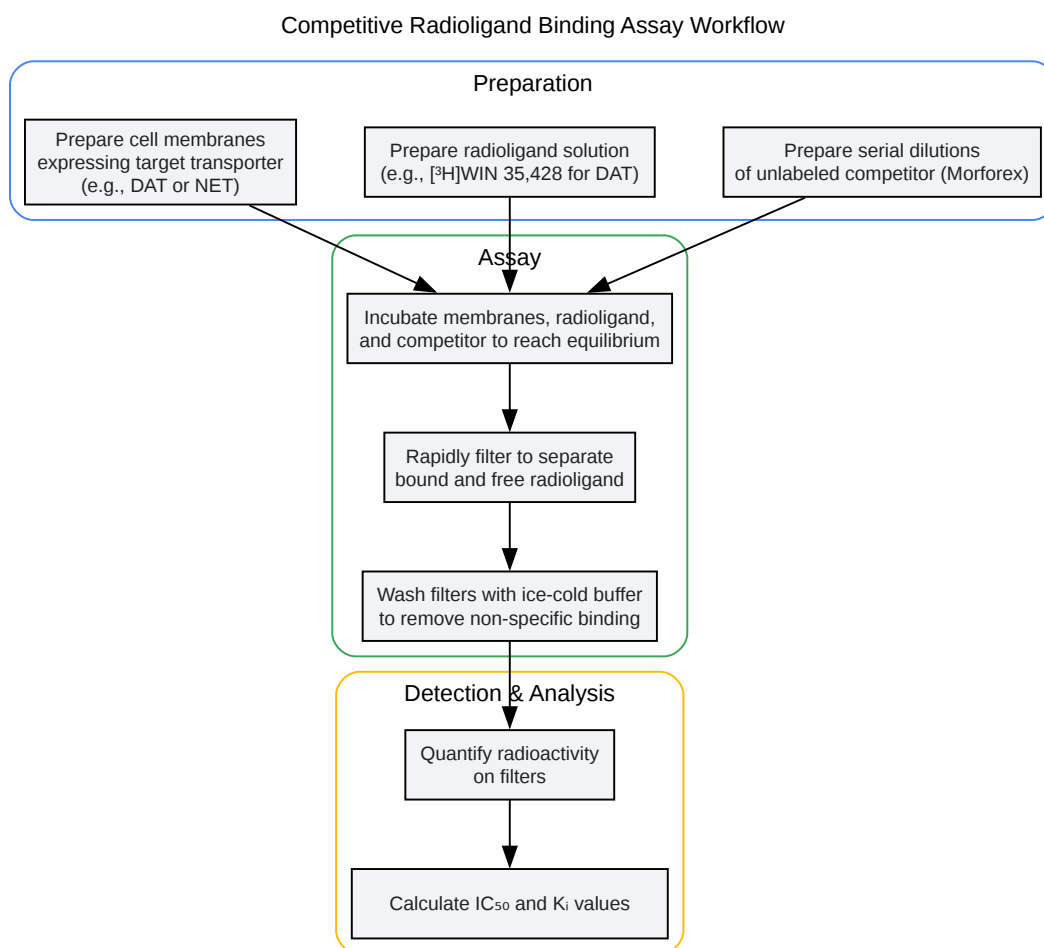 Competitive Radioligand Binding Assay Workflow
Preparation
Prepare cell membranes
expressing target transporter
(e.g., DAT or NET)
Prepare radioligand solution
(e.g., [³H]WIN 35,428 for DAT)
Prepare serial dilutions
of unlabeled competitor (Morforex)
Assay
Incubate membranes, radioligand,
and competitor to reach equilibrium
Rapidly filter to separate
bound and free radioligand
Wash filters with ice-cold buffer
to remove non-specific binding
Detection & Analysis
Quantify radioactivity
on filters
Calculate IC₅₀ and Kᵢ values